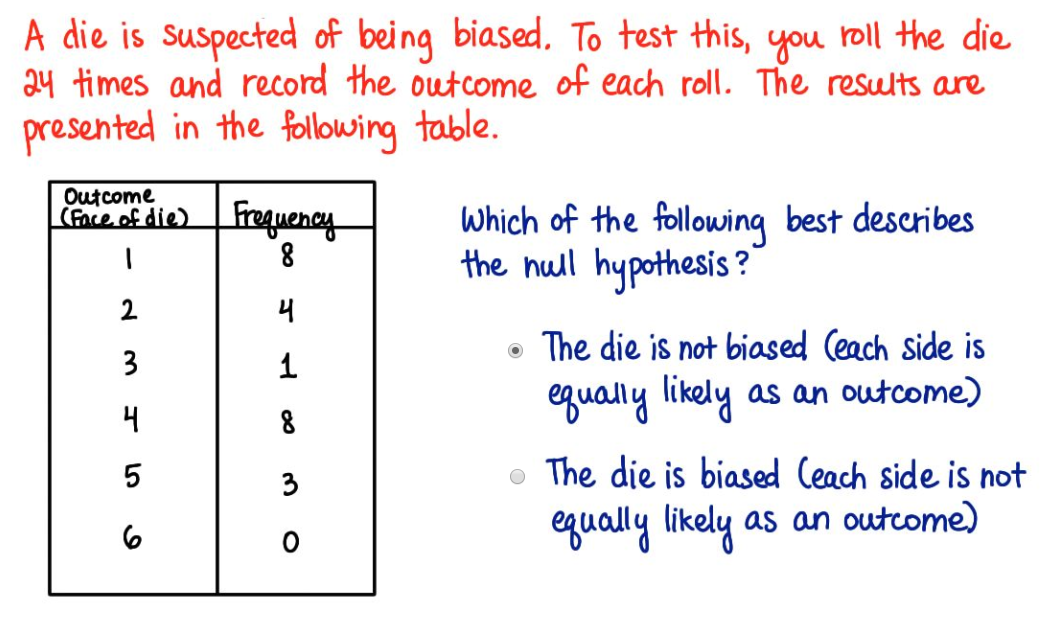 A die is suspected of being biased. To test this, you roll the die
24 times and record the outcome of each roll. The results are
presented in the following table.
Outcome
(Face of die) Frequency
1 8
2 4
3 1
4 8
5 3
6 0
Which of the following best describes
the null hypothesis?
The die is not biased (each side is
equally likely as an outcome)
The die is biased (each side is not
equally likely as an outcome)